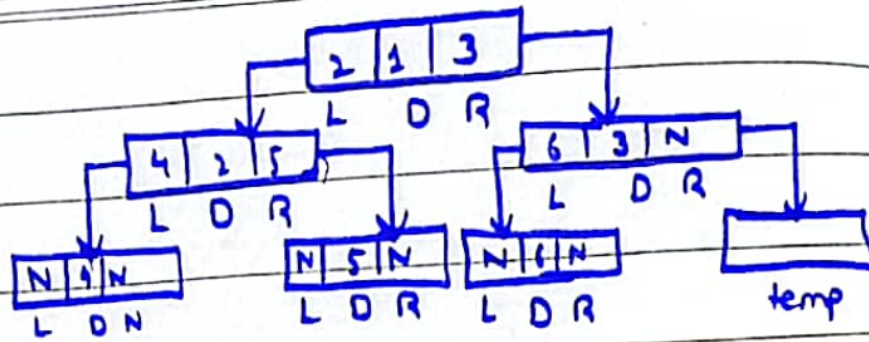 2 1 3
L D R
4 2 5 6 3 N
L D R L D R
N 4 N N 5 N N 6 N
L D N L D R L D R temp